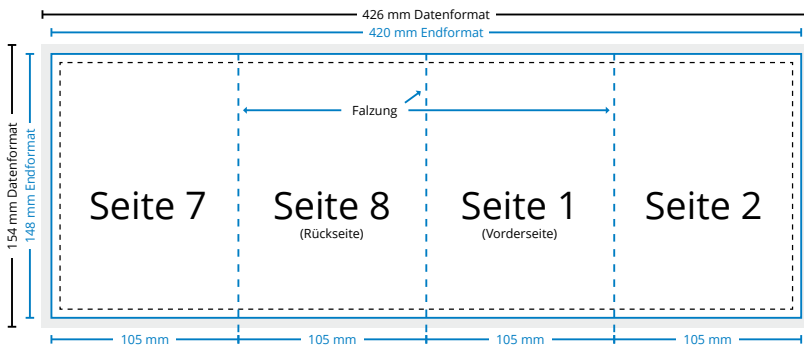 426 mm Datenformat
420 mm Endformat
154 mm Datenformat
148 mm Endformat
Falzung
Seite 7
Seite 8
(Rückseite)
Seite 1
(Vorderseite)
Seite 2
105 mm
105 mm
105 mm
105 mm